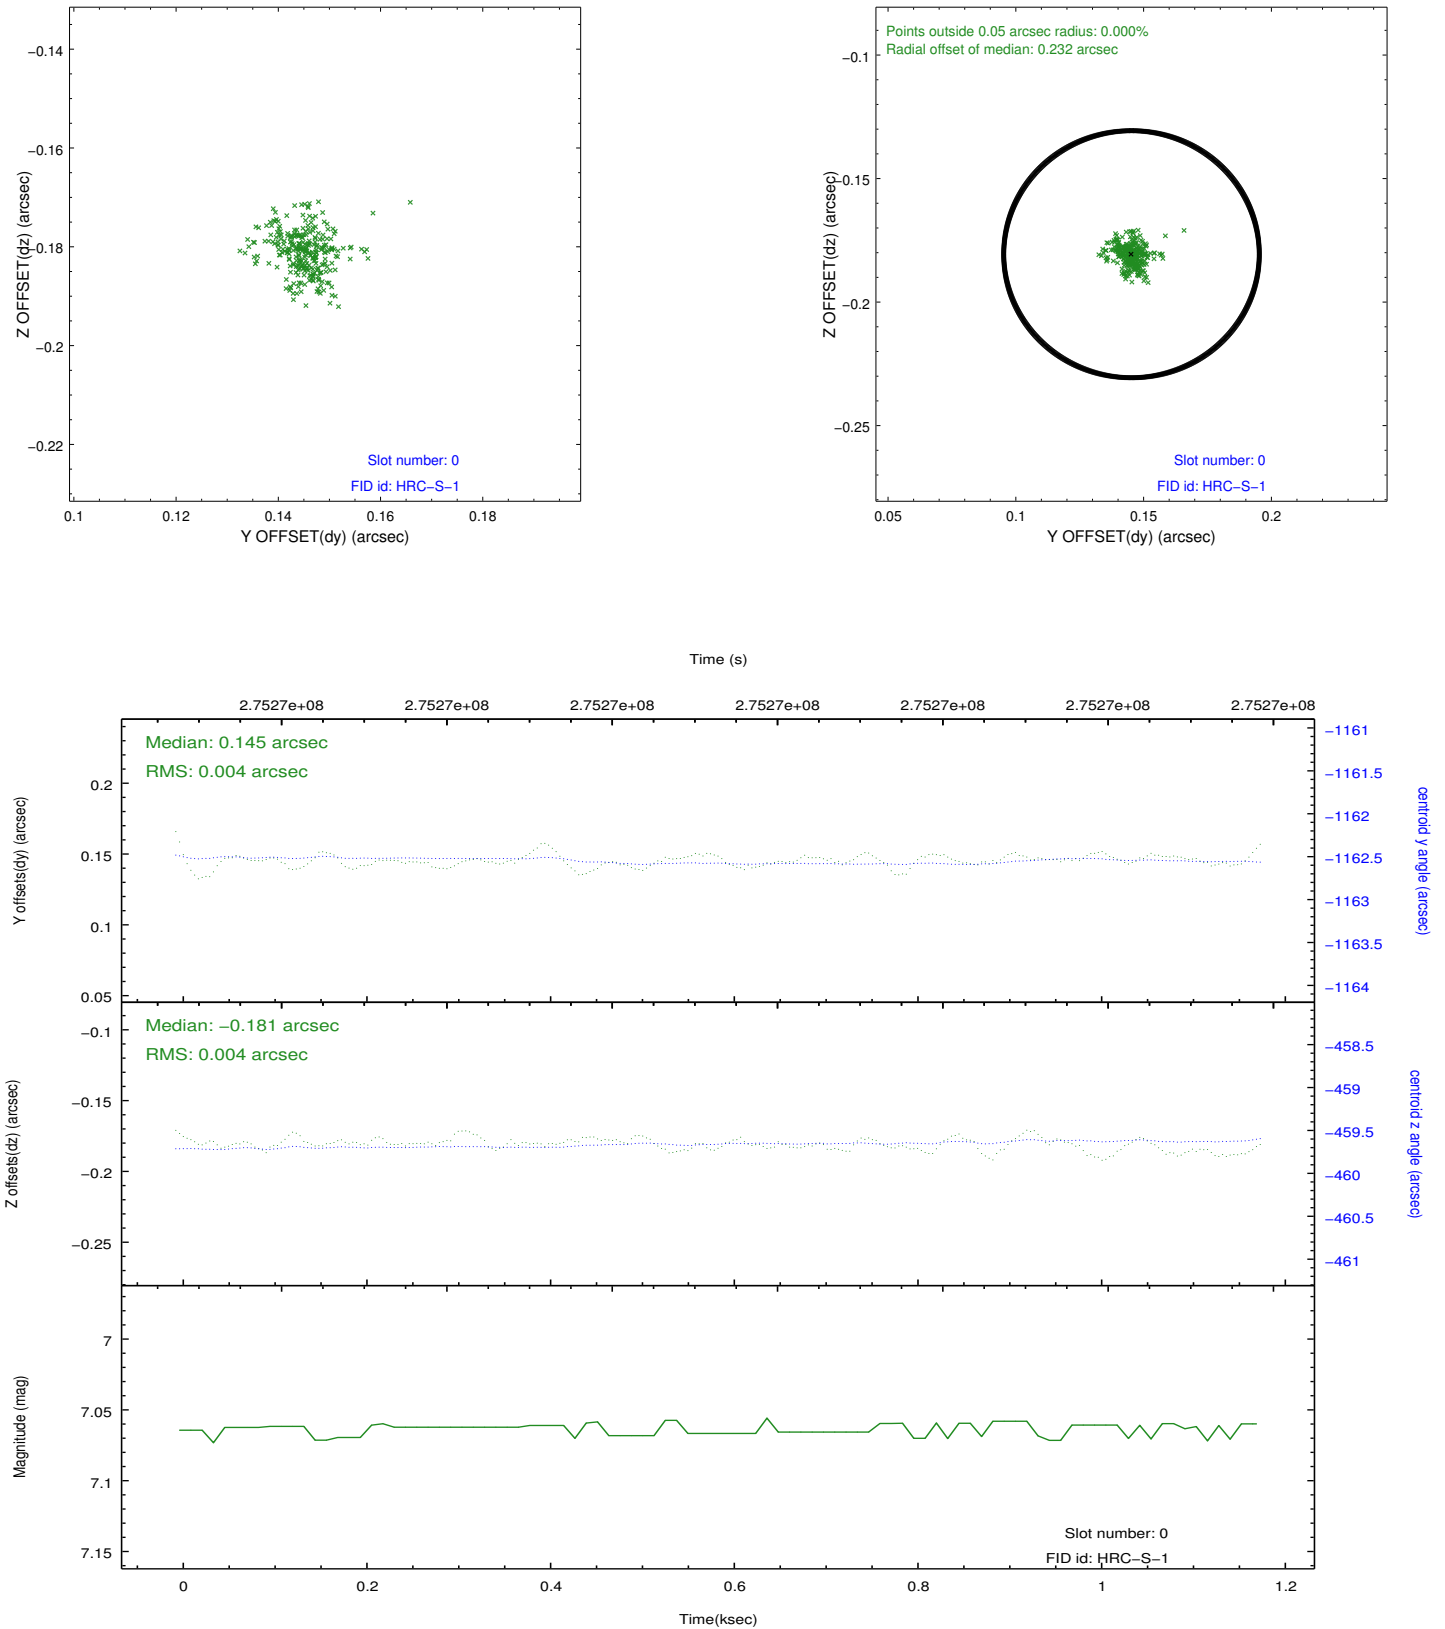 −0.14
−0.16
−0.18
−0.2
−0.22
Z OFFSET(dz) (arcsec)
Slot number: 0
FID id: HRC−S−1
0.1
0.12
0.14
0.16
0.18
Y OFFSET(dy) (arcsec)
Points outside 0.05 arcsec radius: 0.000%
Radial offset of median: 0.232 arcsec
−0.1
−0.15
−0.2
−0.25
Z OFFSET(dz) (arcsec)
Slot number: 0
FID id: HRC−S−1
0.05
0.1
0.15
0.2
Y OFFSET(dy) (arcsec)
Time (s)
2.7527e+08
2.7527e+08
2.7527e+08
2.7527e+08
2.7527e+08
2.7527e+08
2.7527e+08
Median: 0.145 arcsec
RMS: 0.004 arcsec
0.2
0.15
0.1
0.05
Y offsets(dy) (arcsec)
−1161
−1161.5
−1162
−1162.5
−1163
−1163.5
−1164
centroid y angle (arcsec)
Median: −0.181 arcsec
RMS: 0.004 arcsec
−0.1
−0.15
−0.2
−0.25
Z offsets(dz) (arcsec)
−458.5
−459
−459.5
−460
−460.5
−461
centroid z angle (arcsec)
7
7.05
7.1
7.15
Magnitude (mag)
Slot number: 0
FID id: HRC−S−1
0
0.2
0.4
0.6
0.8
1
1.2
Time(ksec)